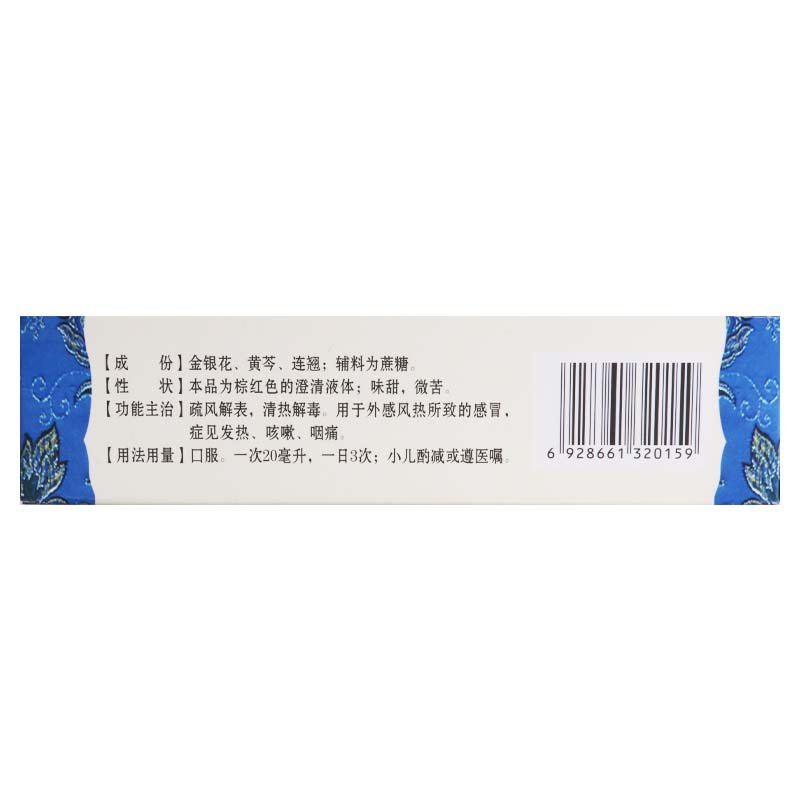 【成　　份】金银花、黄芩、连翘；辅料为蔗糖。
【性　　状】本品为棕红色的澄清液体；味甜，微苦。
【功能主治】疏风解表，清热解毒。用于外感风热所致的感冒，
症见发热、咳嗽、咽痛。
【用法用量】口服。一次20毫升，一日3次；小儿酌减或遵医嘱。
6 928661 320159